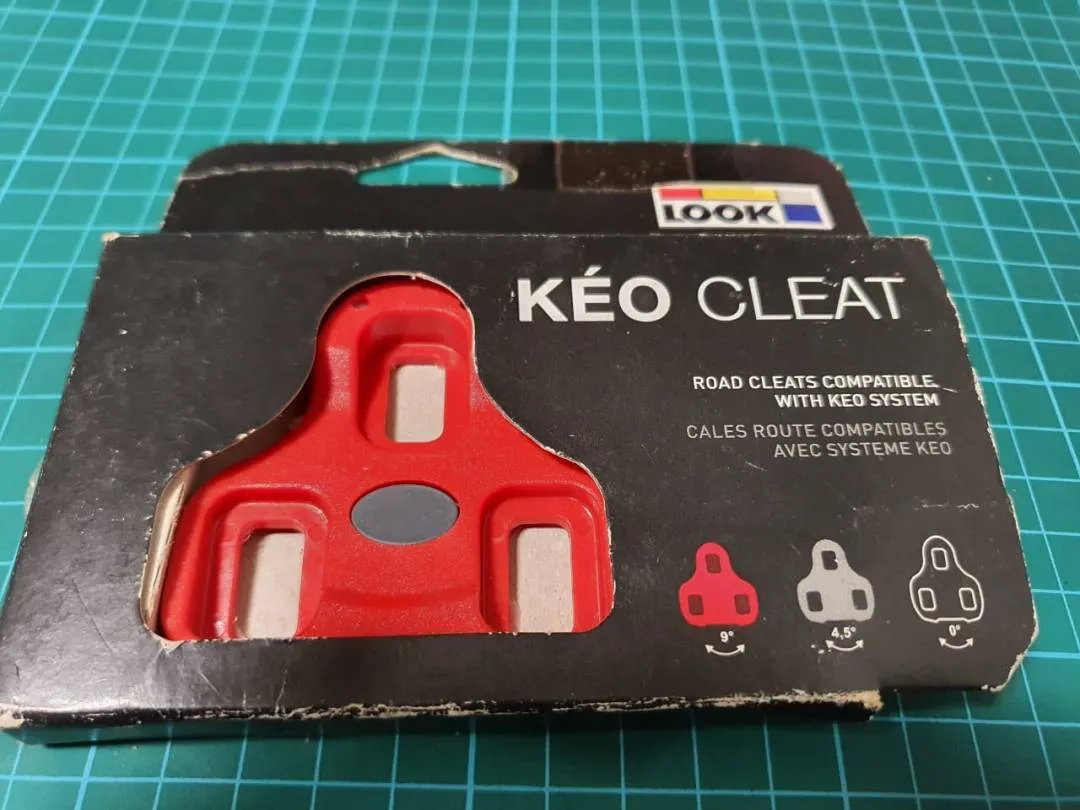 LOOK
KÉO CLEAT
ROAD CLEATS COMPATIBLE
WITH KEO SYSTEM
CALES ROUTE COMPATIBLES
AVEC SYSTEME KEO
9° 4,5° 0°